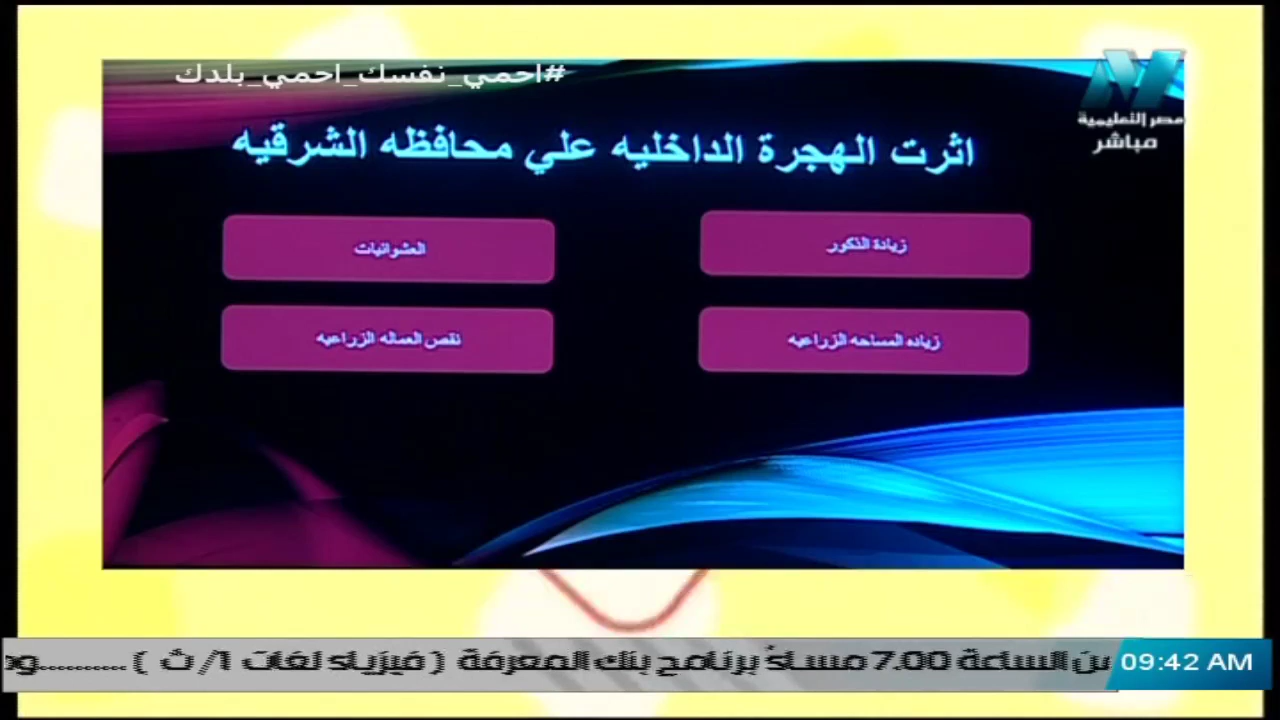 #احمي_نفسك_احمي_بلدك
مصر التعليمية
مباشر
اثرت الهجرة الداخليه علي محافظه الشرقيه
زيادة الذكور
العشوائيات
زياده المساحه الزراعيه
نقص العماله الزراعيه
الساعة 7.00 مساءً برنامج بنك المعرفة ( فيزياء لغات 1/ ث ) ...........
09:42 AM